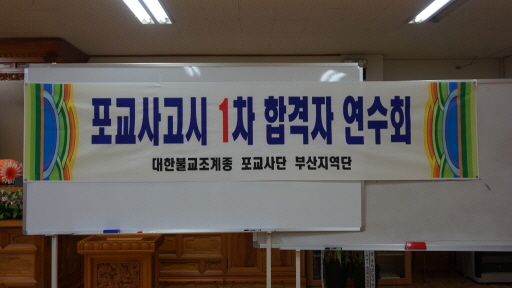 포교사고시 1차 합격자 연수회
대한불교조계종 포교사단 부산지역단